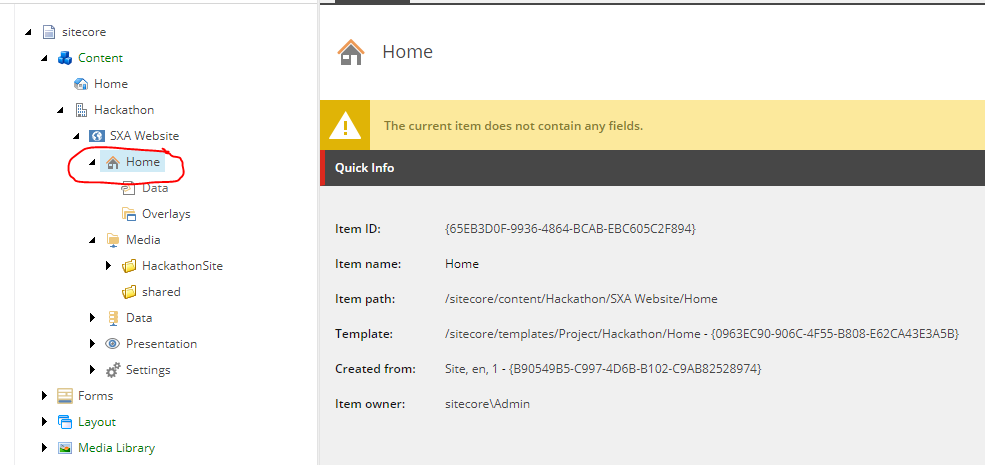 sitecore
Content
Home
Hackathon
SXA Website
Home
Data
Overlays
Media
HackathonSite
shared
Data
Presentation
Settings
Forms
Layout
Media Library
Home
The current item does not contain any fields.
Quick Info
Item ID: {65EB3D0F-9936-4864-BCAB-EBC605C2F894}
Item name: Home
Item path: /sitecore/content/Hackathon/SXA Website/Home
Template: /sitecore/templates/Project/Hackathon/Home - {0963EC90-906C-4F55-B808-E62CA43E3A5B}
Created from: Site, en, 1 - {B90549B5-C997-4D6B-B102-C9AB82528974}
Item owner: sitecore\Admin